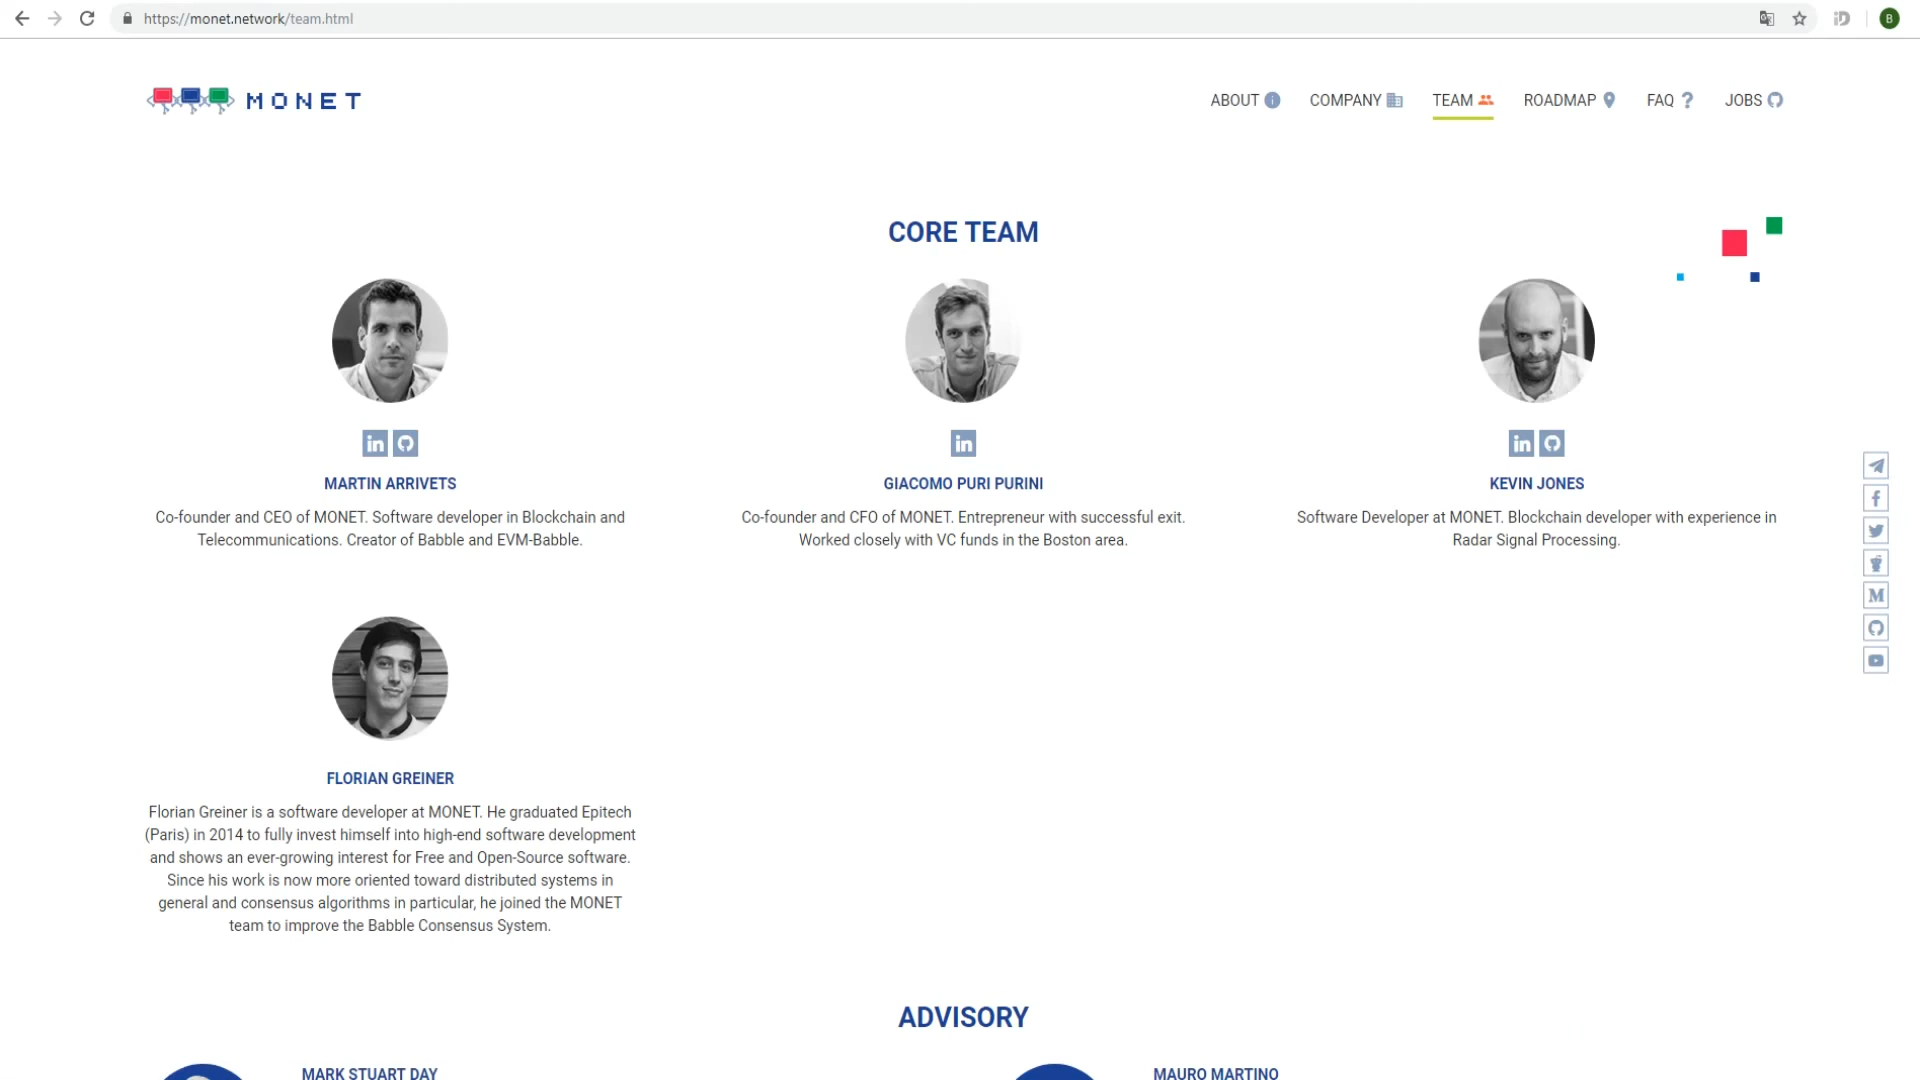 https://monet.network/team.html
B
MONET
ABOUT
COMPANY
TEAM
ROADMAP
FAQ ?
JOBS
CORE TEAM
in
in
in
MARTIN ARRIVETS
GIACOMO PURI PURINI
KEVIN JONES
Co-founder and CEO of MONET. Software developer in Blockchain and
Telecommunications. Creator of Babble and EVM-Babble.
Co-founder and CFO of MONET. Entrepreneur with successful exit.
Worked closely with VC funds in the Boston area.
Software Developer at MONET. Blockchain developer with experience in
Radar Signal Processing.
FLORIAN GREINER
Florian Greiner is a software developer at MONET. He graduated Epitech
(Paris) in 2014 to fully invest himself into high-end software development
and shows an ever-growing interest for Free and Open-Source software.
Since his work is now more oriented toward distributed systems in
general and consensus algorithms in particular, he joined the MONET
team to improve the Babble Consensus System.
ADVISORY
MARK STUART DAY
MAURO MARTINO